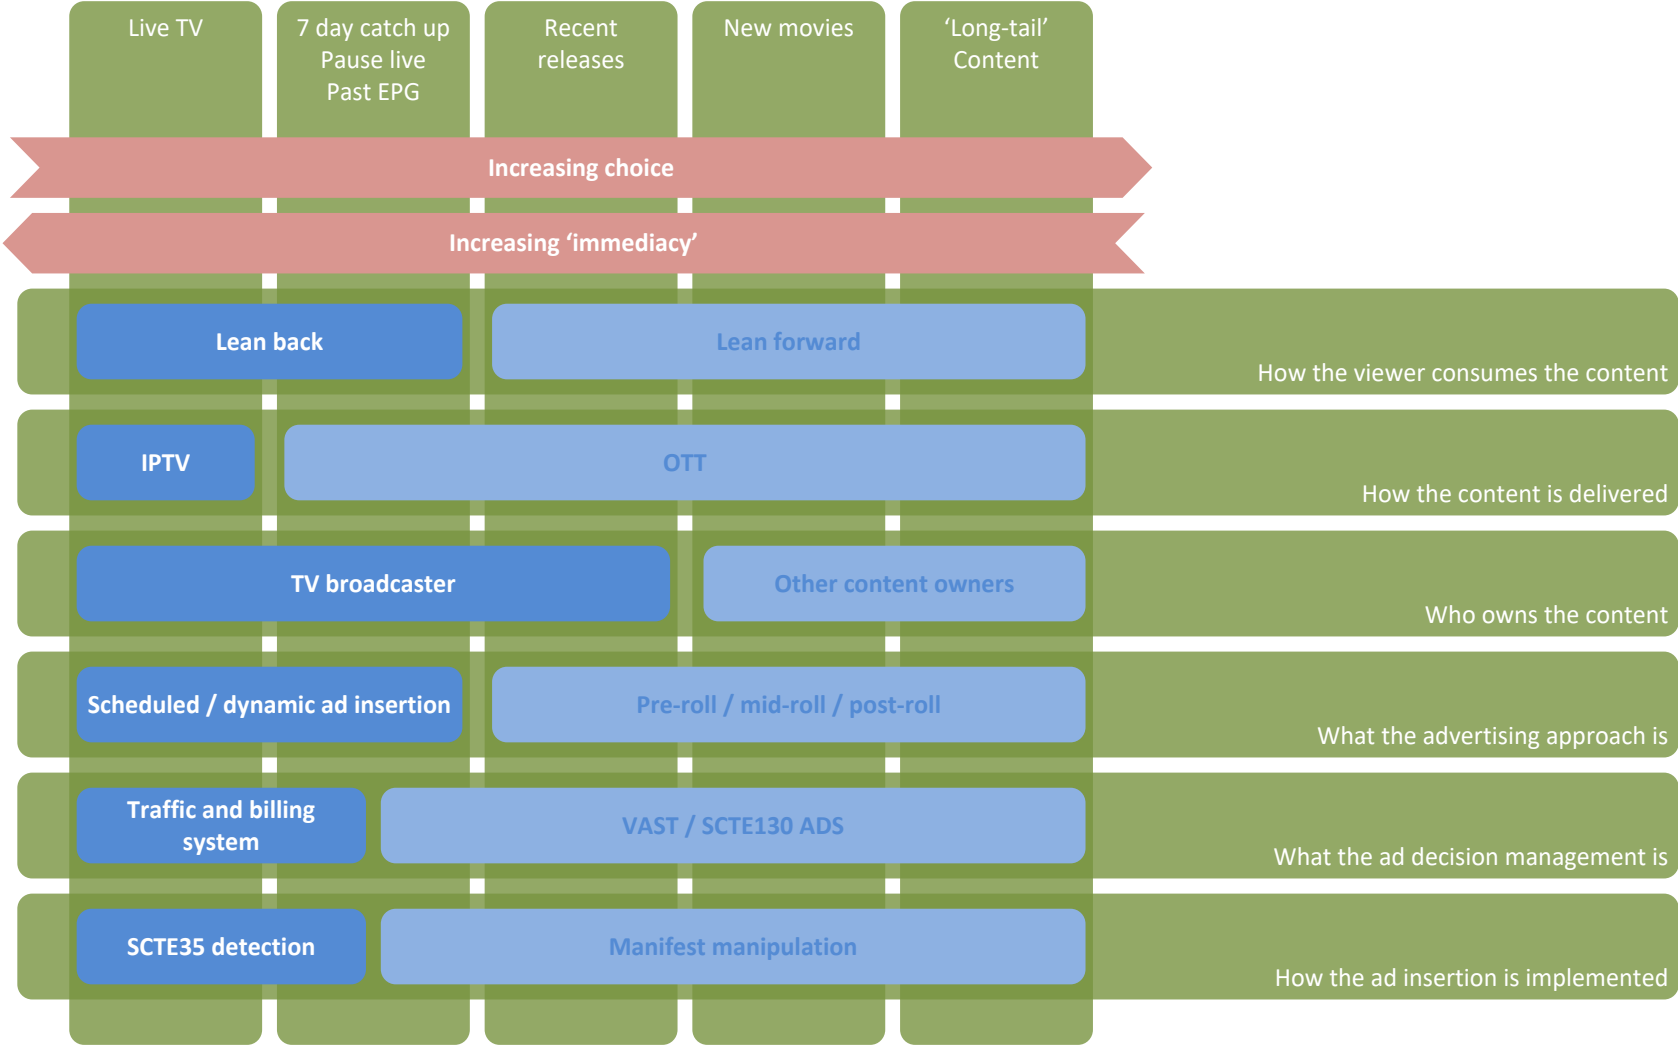 Live TV
7 day catch up
Pause live
Past EPG
Recent
releases
New movies
‘Long-tail’
Content
Increasing choice
Increasing ‘immediacy’
Lean back
Lean forward
How the viewer consumes the content
IPTV
OTT
How the content is delivered
TV broadcaster
Other content owners
Who owns the content
Scheduled / dynamic ad insertion
Pre-roll / mid-roll / post-roll
What the advertising approach is
Traffic and billing
system
VAST / SCTE130 ADS
What the ad decision management is
SCTE35 detection
Manifest manipulation
How the ad insertion is implemented